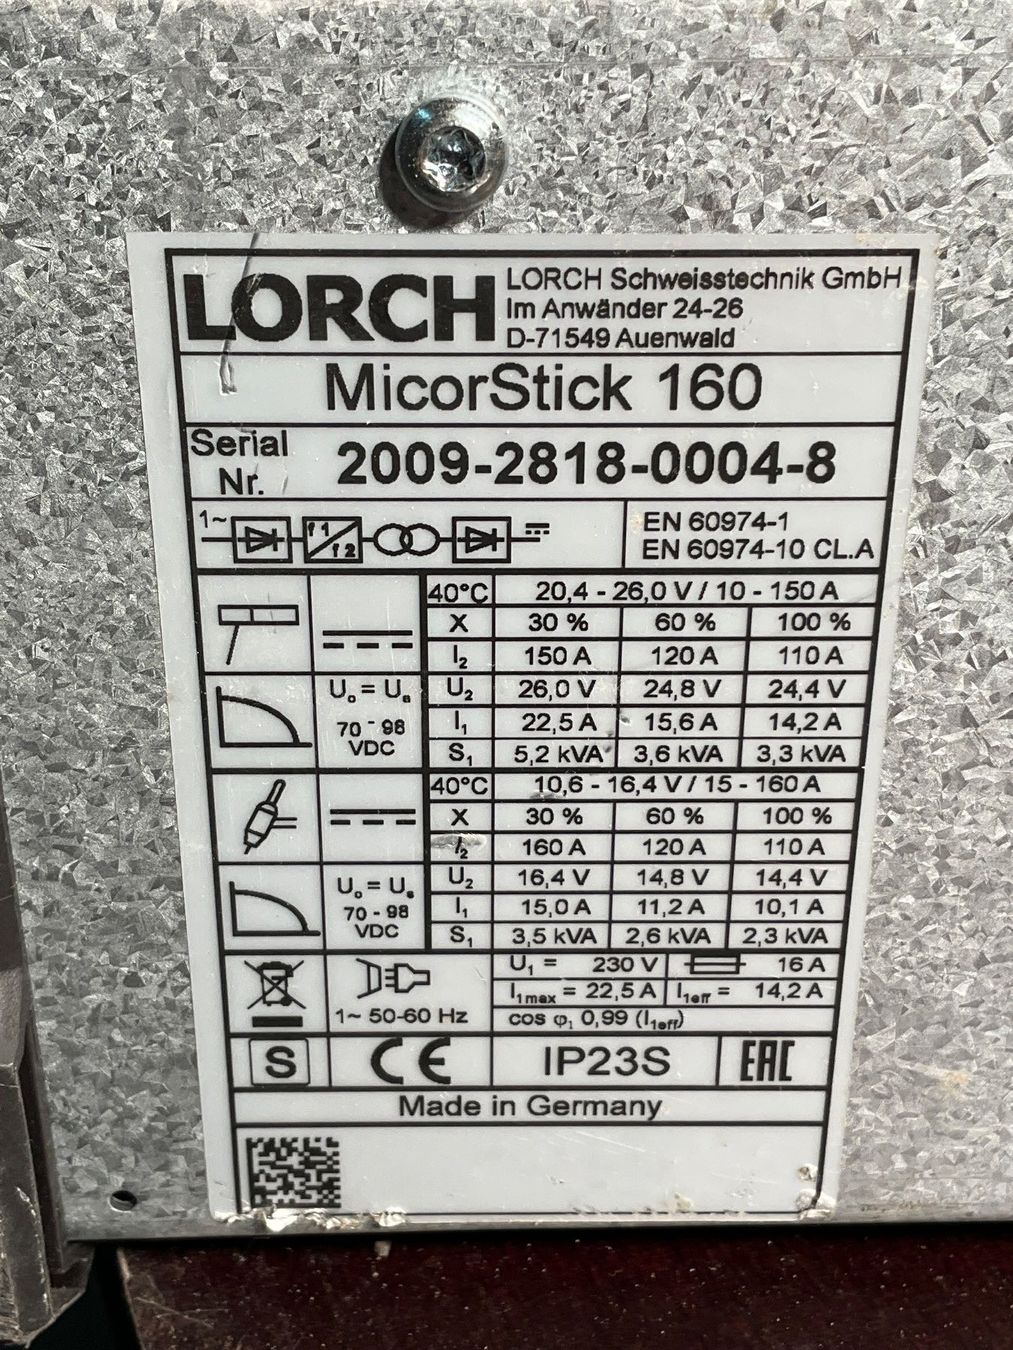 LORCH
LORCH Schweisstechnik GmbH
Im Anwänder 24-26
D-71549 Auenwald
MicorStick 160
Serial Nr. 2009-2818-0004-8
1~ f1 f2
EN 60974-1
EN 60974-10 CL.A
40°C 20,4 - 26,0 V / 10 - 150 A
X 30 % 60 % 100 %
I2 150 A 120 A 110 A
Uo = Us
70 - 98
VDC
U2 26,0 V 24,8 V 24,4 V
I1 22,5 A 15,6 A 14,2 A
S1 5,2 kVA 3,6 kVA 3,3 kVA
40°C 10,6 - 16,4 V / 15 - 160 A
X 30 % 60 % 100 %
I2 160 A 120 A 110 A
Uo = Us
70 - 98
VDC
U2 16,4 V 14,8 V 14,4 V
I1 15,0 A 11,2 A 10,1 A
S1 3,5 kVA 2,6 kVA 2,3 kVA
1~ 50-60 Hz
U1 = 230 V 16 A
I1max = 22,5 A I1eff = 14,2 A
cos φ1 0,99 (I1eff)
S CE IP23S EAC
Made in Germany